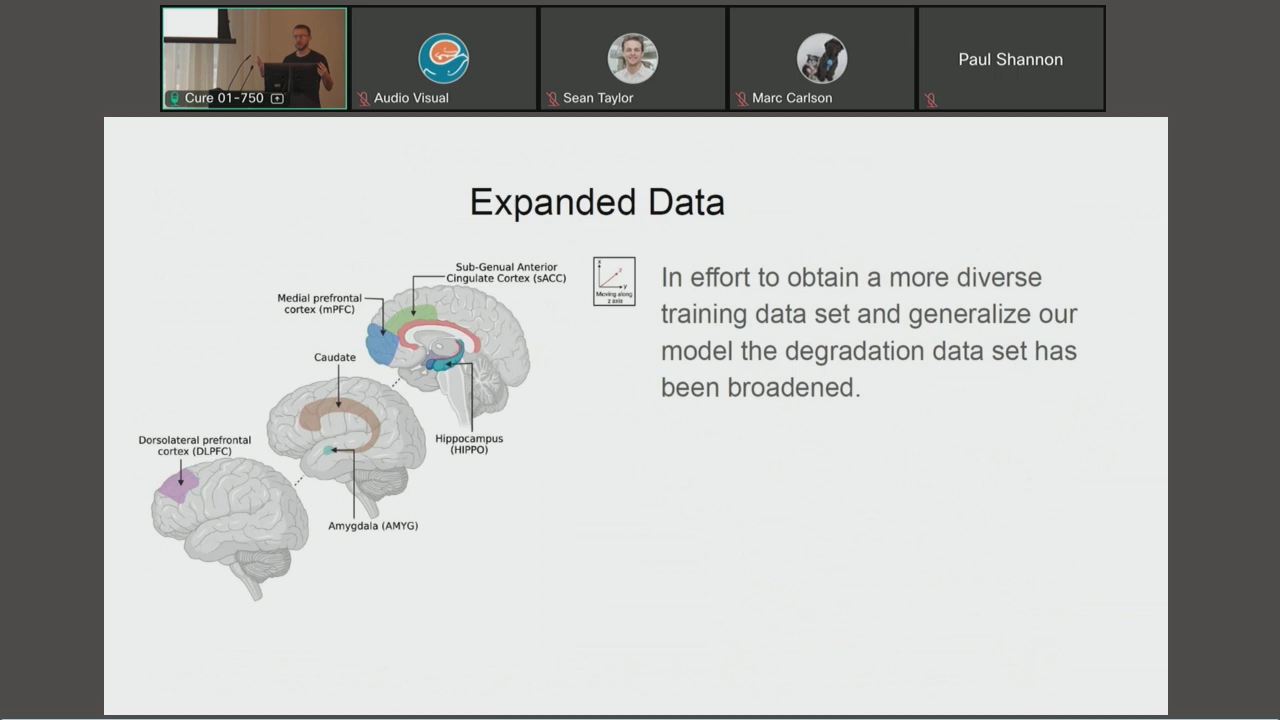 Cure 01-750
Audio Visual
Sean Taylor
Marc Carlson
Paul Shannon
Expanded Data
Sub-Genual Anterior
Cingulate Cortex (sACC)
Medial prefrontal
cortex (mPFC)
Caudate
Hippocampus
(HIPPO)
Dorsolateral prefrontal
cortex (DLPFC)
Amygdala (AMYG)
x
z
y
Moving along
z axis
In effort to obtain a more diverse
training data set and generalize our
model the degradation data set has
been broadened.